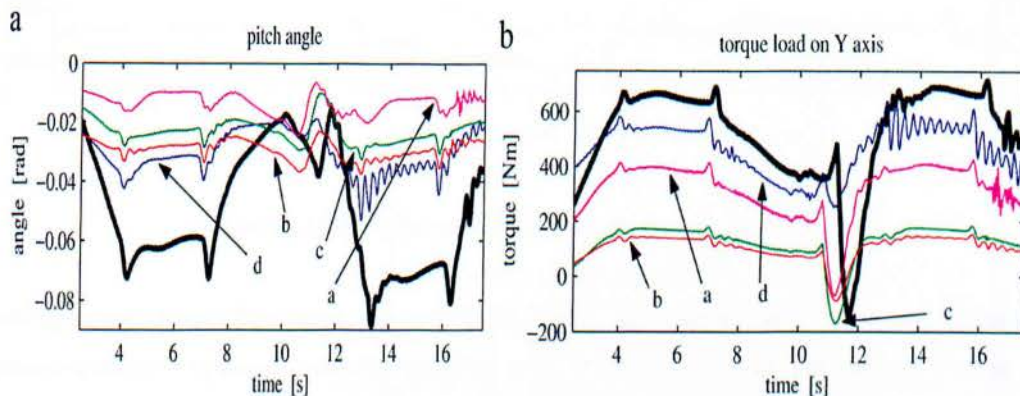 a
pitch angle
0
−0.02
−0.04
−0.06
−0.08
angle [rad]
d
b
c
a
4 6 8 10 12 14 16
time [s]
b
torque load on Y axis
600
400
200
0
−200
torque [Nm]
b
a
d
c
4 6 8 10 12 14 16
time [s]